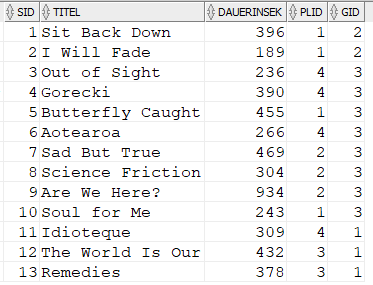 SID TITEL DAUERINSEK PLID GID
1 Sit Back Down 396 1 2
2 I Will Fade 189 1 2
3 Out of Sight 236 4 3
4 Gorecki 390 4 3
5 Butterfly Caught 455 1 3
6 Aotearoa 266 4 3
7 Sad But True 469 2 3
8 Science Friction 304 2 3
9 Are We Here? 934 2 3
10 Soul for Me 243 1 3
11 Idioteque 309 4 1
12 The World Is Our 432 3 1
13 Remedies 378 3 1